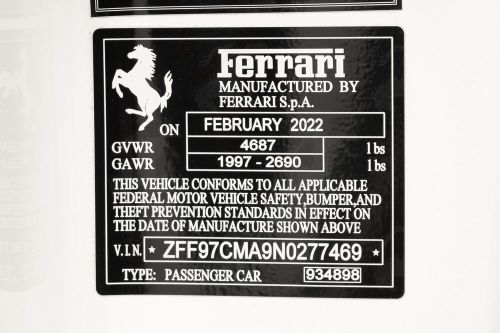 Ferrari
MANUFACTURED BY
FERRARI S.p.A.
ON FEBRUARY 2022
GVWR 4687 lbs
GAWR 1997 - 2690 lbs
THIS VEHICLE CONFORMS TO ALL APPLICABLE
FEDERAL MOTOR VEHICLE SAFETY,BUMPER,AND
THEFT PREVENTION STANDARDS IN EFFECT ON
THE DATE OF MANUFACTURE SHOWN ABOVE
V.I.N. * ZFF97CMA9N0277469 *
TYPE: PASSENGER CAR 934898